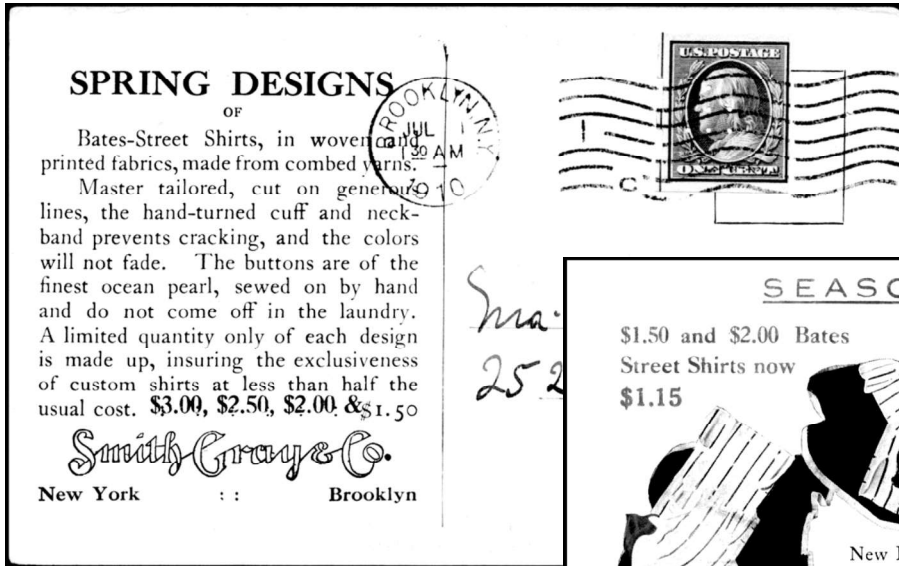 SPRING DESIGNS
OF
Bates-Street Shirts, in woven and
printed fabrics, made from combed yarns.
Master tailored, cut on generous
lines, the hand-turned cuff and neck-
band prevents cracking, and the colors
will not fade. The buttons are of the
finest ocean pearl, sewed on by hand
and do not come off in the laundry.
A limited quantity only of each design
is made up, insuring the exclusiveness
of custom shirts at less than half the
usual cost. $3.00, $2.50, $2.00 & $1.50
Smith Gray & Co.
New York : : Brooklyn
BROOKLYN, N.Y.
JUL 1
1 30 AM
1910
U.S. POSTAGE
1
C
252
SEASO
$1.50 and $2.00 Bates
Street Shirts now
$1.15
New